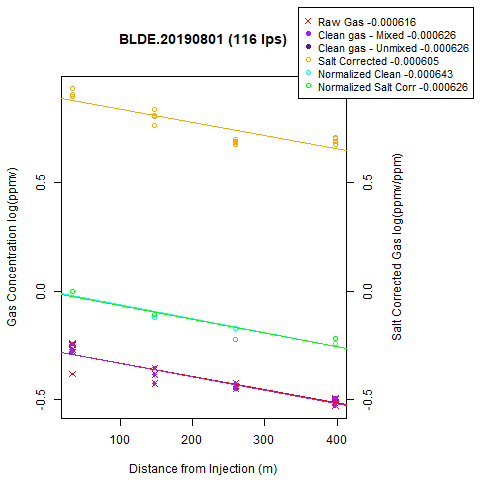 Raw Gas -0.000616
Clean gas - Mixed -0.000626
Clean gas - Unmixed -0.000626
Salt Corrected -0.000605
Normalized Clean -0.000643
Normalized Salt Corr -0.000626
BLDE.20190801 (116 lps)
Gas Concentration log(ppmv)
0.5
0.0
-0.5
0.5
0.0
-0.5
Salt Corrected Gas log(ppmv/ppm)
100 200 300 400
Distance from Injection (m)